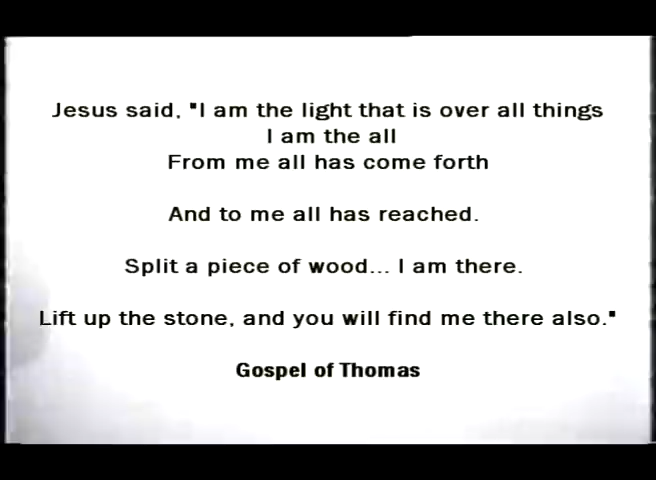 Jesus said, "I am the light that is over all things
I am the all
From me all has come forth
And to me all has reached.
Split a piece of wood... I am there.
Lift up the stone, and you will find me there also."
Gospel of Thomas